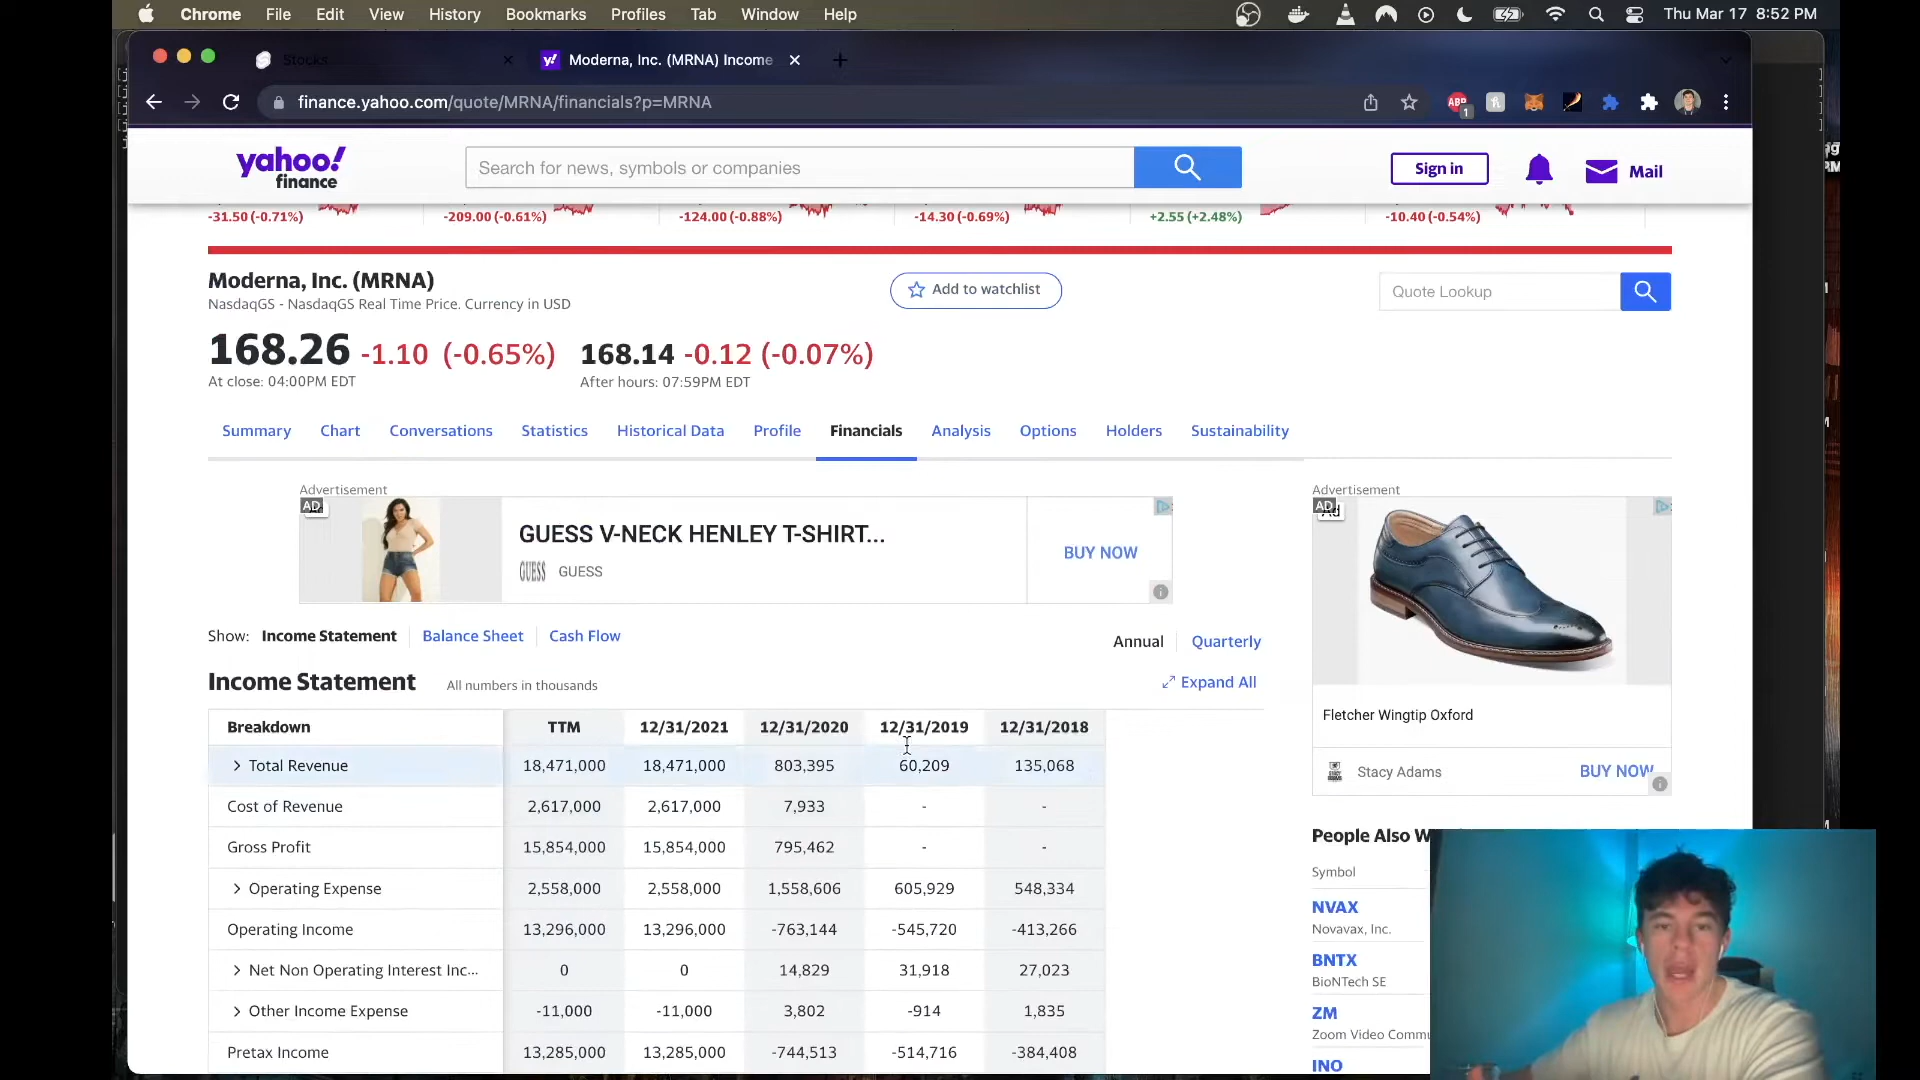 Chrome File Edit View History Bookmarks Profiles Tab Window Help Thu Mar 17 8:52 PM
Stocks Moderna, Inc. (MRNA) Income
finance.yahoo.com/quote/MRNA/financials?p=MRNA ABP 1
yahoo!
finance
Search for news, symbols or companies
Sign in
Mail
-31.50 (-0.71%) -209.00 (-0.61%) -124.00 (-0.88%) -14.30 (-0.69%) +2.55 (+2.48%) -10.40 (-0.54%)
Moderna, Inc. (MRNA)
NasdaqGS - NasdaqGS Real Time Price. Currency in USD
Add to watchlist
Quote Lookup
168.26 -1.10 (-0.65%) 168.14 -0.12 (-0.07%)
At close: 04:00PM EDT After hours: 07:59PM EDT
Summary Chart Conversations Statistics Historical Data Profile Financials Analysis Options Holders Sustainability
Advertisement
AD
GUESS V-NECK HENLEY T-SHIRT...
GUESS GUESS
BUY NOW
Advertisement
AD
Ad
Fletcher Wingtip Oxford
Stacy Adams BUY NOW
Show: Income Statement Balance Sheet Cash Flow
Annual Quarterly
Income Statement All numbers in thousands
Expand All
Breakdown TTM 12/31/2021 12/31/2020 12/31/2019 12/31/2018
Total Revenue 18,471,000 18,471,000 803,395 60,209 135,068
Cost of Revenue 2,617,000 2,617,000 7,933 - -
Gross Profit 15,854,000 15,854,000 795,462 - -
Operating Expense 2,558,000 2,558,000 1,558,606 605,929 548,334
Operating Income 13,296,000 13,296,000 -763,144 -545,720 -413,266
Net Non Operating Interest Inc... 0 0 14,829 31,918 27,023
Other Income Expense -11,000 -11,000 3,802 -914 1,835
Pretax Income 13,285,000 13,285,000 -744,513 -514,716 -384,408
People Also W
Symbol
NVAX
Novavax, Inc.
BNTX
BioNTech SE
ZM
Zoom Video Commu
INO